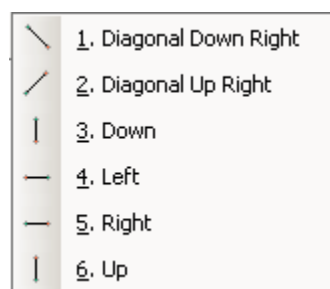 1. Diagonal Down Right
2. Diagonal Up Right
3. Down
4. Left
5. Right
6. Up